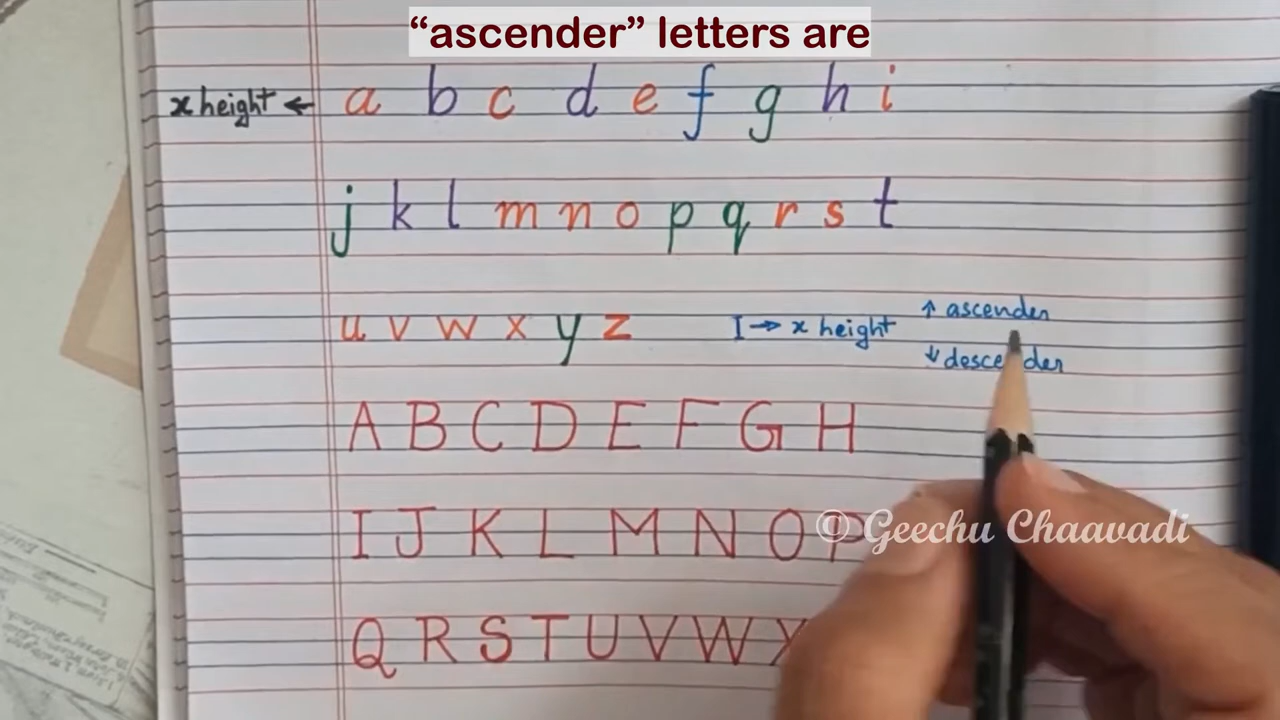 “ascender” letters are
x height ← a b c d e f g h i
j k l m n o p q r s t
u v w x y z I → x height ↑ ascender
↓ descender
A B C D E F G H
I J K L M N O P
© Geechu Chaavadi
Q R S T U V W X